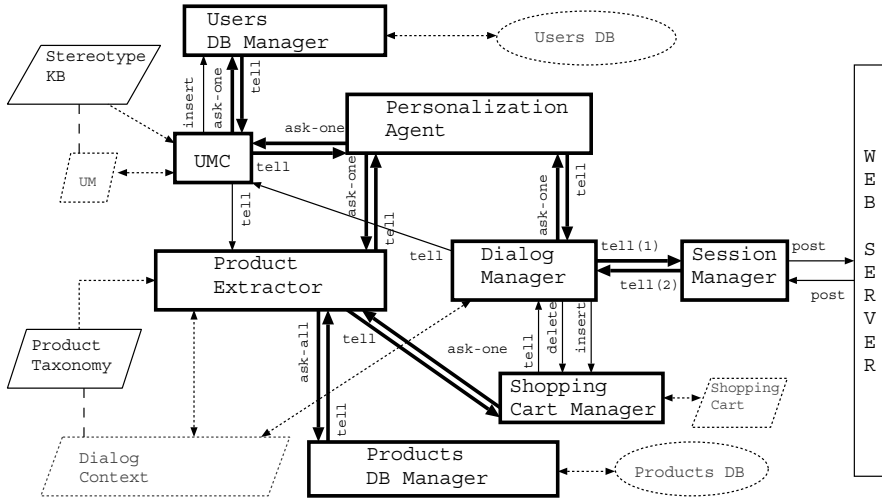 Users
DB Manager
Users DB
Stereotype
KB
insert
ask-one
tell
Personalization
Agent
ask-one
UMC
tell
UM
tell
ask-one
tell
ask-one
tell
tell
Product
Extractor
Dialog
Manager
tell(1)
tell(2)
Session
Manager
post
post
WEB SERVER
Product
Taxonomy
ask-all
tell
tell
ask-one
tell
delete
insert
Shopping
Cart Manager
Shopping
Cart
Dialog
Context
Products
DB Manager
Products DB